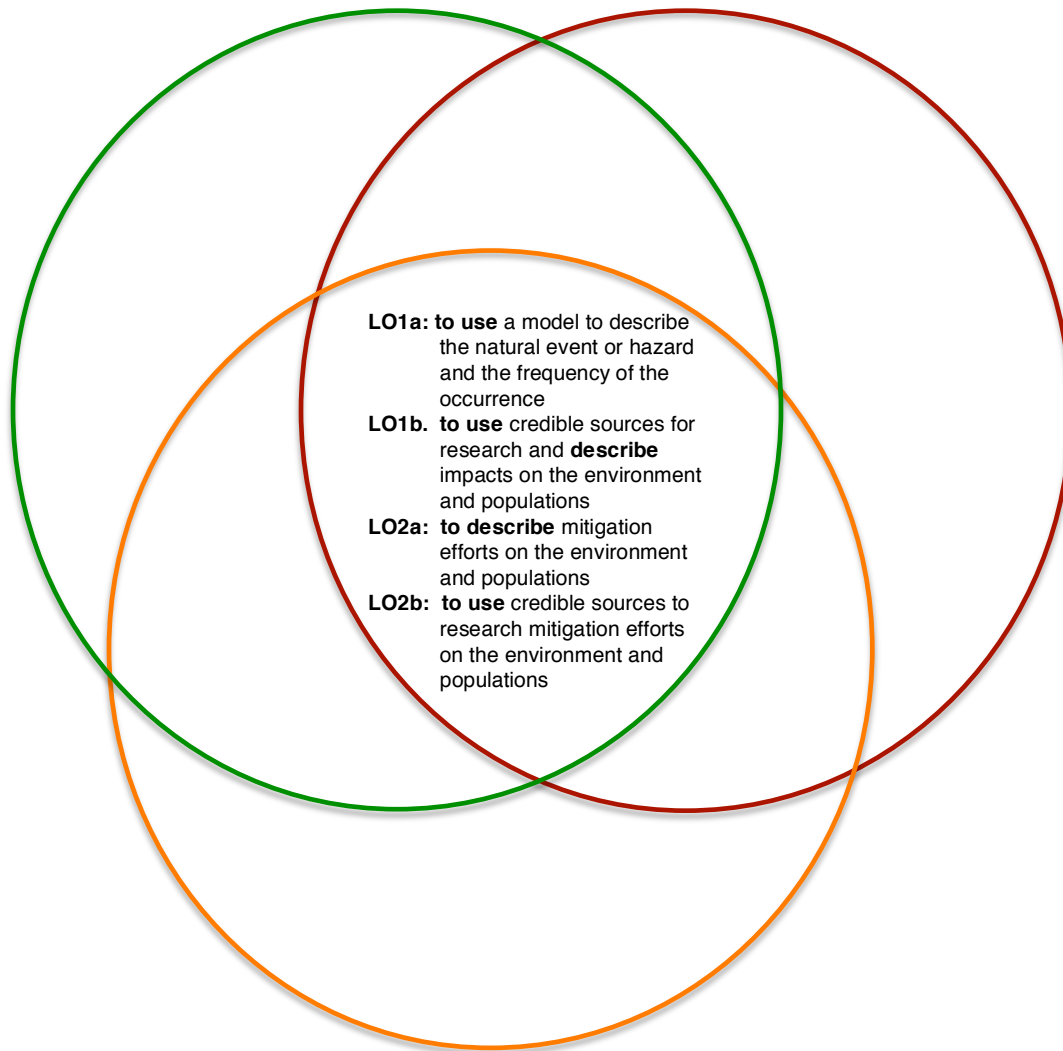 LO1a: to use a model to describe
the natural event or hazard
and the frequency of the
occurrence
LO1b. to use credible sources for
research and describe
impacts on the environment
and populations
LO2a: to describe mitigation
efforts on the environment
and populations
LO2b: to use credible sources to
research mitigation efforts
on the environment and
populations